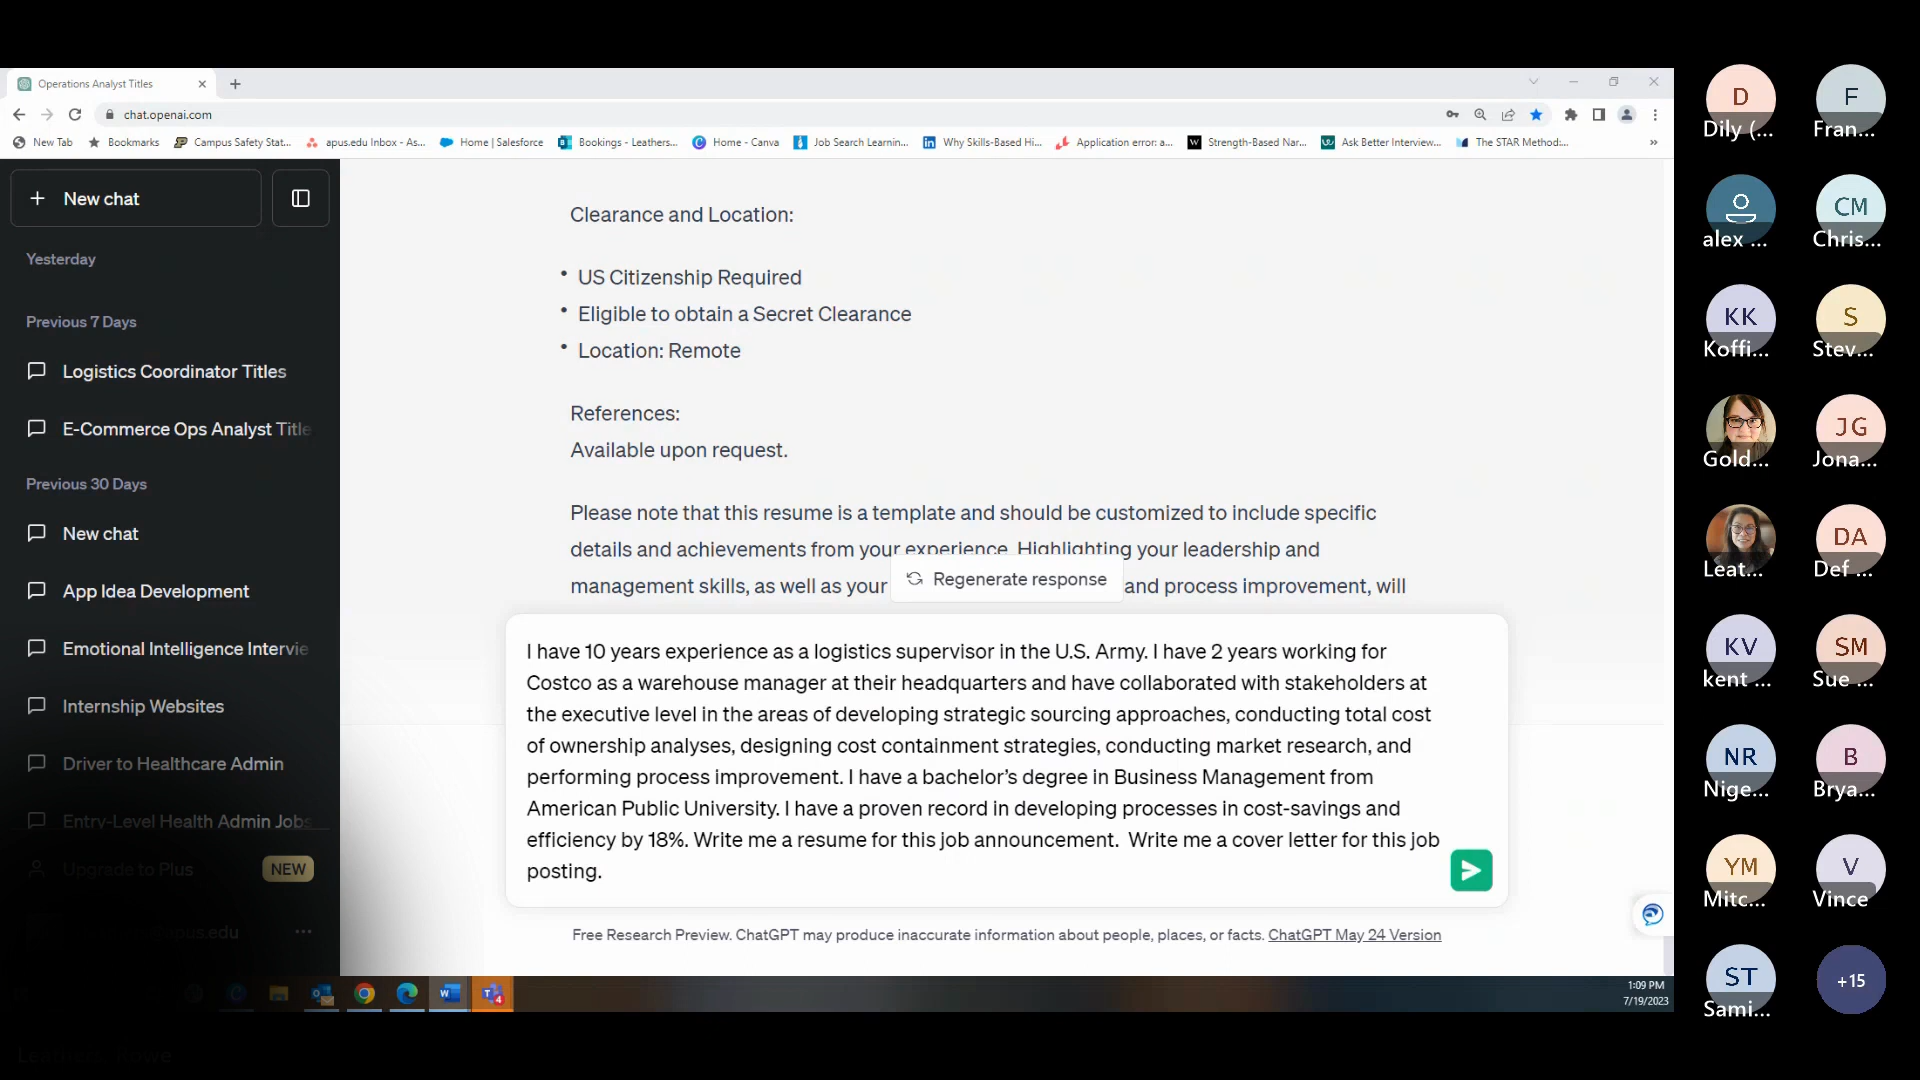 Operations Analyst Titles
chat.openai.com
New Tab
Bookmarks
Campus Safety Stat...
apus.edu Inbox - As...
Home | Salesforce
Bookings - Leathers...
Home - Canva
Job Search Learnin...
Why Skills-Based Hi...
Application error: a...
Strength-Based Nar...
Ask Better Interview...
The STAR Method:...
»
+ New chat
Yesterday
Previous 7 Days
Logistics Coordinator Titles
E-Commerce Ops Analyst Title
Previous 30 Days
New chat
App Idea Development
Emotional Intelligence Intervie
Internship Websites
Driver to Healthcare Admin
Entry-Level Health Admin Jobs
Upgrade to Plus
NEW
Clearance and Location:
• US Citizenship Required
• Eligible to obtain a Secret Clearance
• Location: Remote
References:
Available upon request.
Please note that this resume is a template and should be customized to include specific
details and achievements from your experience. Highlighting your leadership and
management skills, as well as your
and process improvement, will
Regenerate response
I have 10 years experience as a logistics supervisor in the U.S. Army. I have 2 years working for
Costco as a warehouse manager at their headquarters and have collaborated with stakeholders at
the executive level in the areas of developing strategic sourcing approaches, conducting total cost
of ownership analyses, designing cost containment strategies, conducting market research, and
performing process improvement. I have a bachelor’s degree in Business Management from
American Public University. I have a proven record in developing processes in cost-savings and
efficiency by 18%. Write me a resume for this job announcement.  Write me a cover letter for this job
posting.
Free Research Preview. ChatGPT may produce inaccurate information about people, places, or facts. ChatGPT May 24 Version
1:09 PM
7/19/2023
D
Dily (...
F
Fran...
alex ...
CM
Chris...
KK
Koffi...
S
Stev...
Gold...
JG
Jona...
Leat...
DA
Def ...
KV
kent ...
SM
Sue ...
NR
Nige...
B
Brya...
YM
Mitc...
V
Vince
ST
Sami...
+15